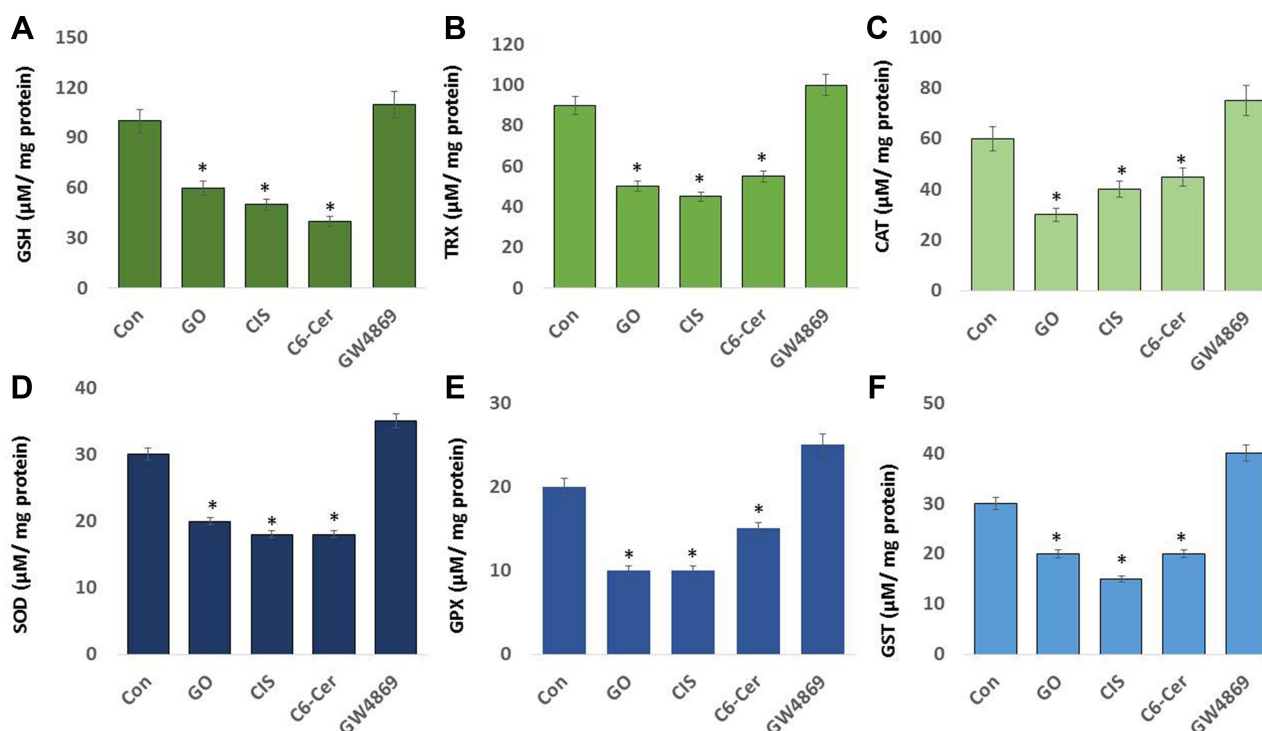 A
GSH (μM/ mg protein)
150
120
90
60
30
0
*
*
*
Con
GO
CIS
C6-Cer
GW4869
B
TRX (μM/ mg protein)
120
100
80
60
40
20
0
*
*
*
Con
GO
CIS
C6-Cer
GW4869
C
CAT (μM/ mg protein)
100
80
60
40
20
0
*
*
*
Con
GO
CIS
C6-Cer
GW4869
D
SOD (μM/ mg protein)
40
30
20
10
0
*
*
*
Con
GO
CIS
C6-Cer
GW4869
E
GPX (μM/ mg protein)
30
20
10
0
*
*
*
Con
GO
CIS
C6-Cer
GW4869
F
GST (μM/ mg protein)
50
40
30
20
10
0
*
*
*
Con
GO
CIS
C6-Cer
GW4869